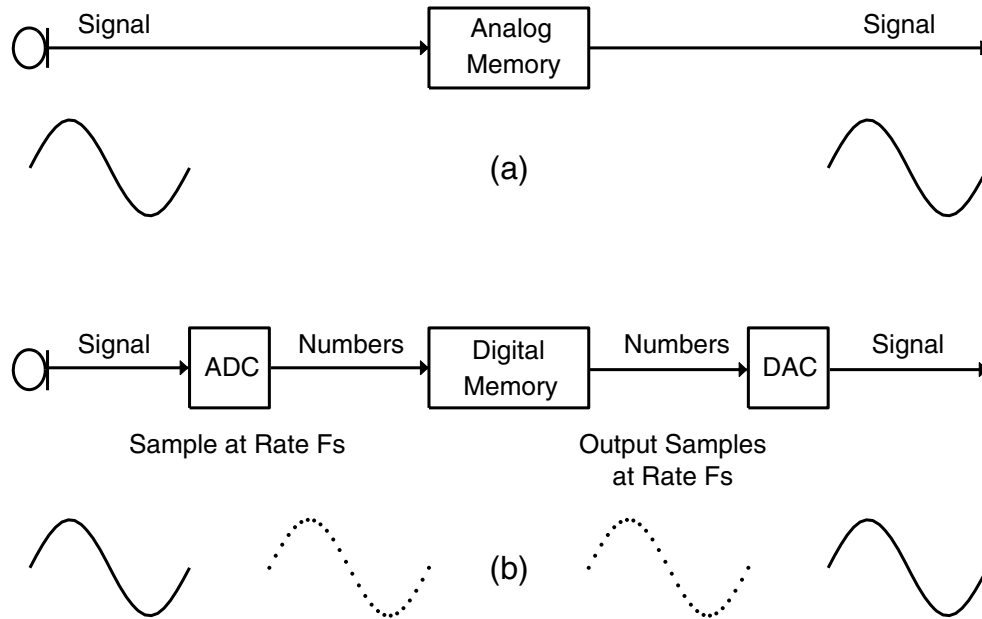 Signal
Analog
Memory
Signal
(a)
Signal
ADC
Numbers
Digital
Memory
Numbers
DAC
Signal
Sample at Rate Fs
Output Samples
at Rate Fs
(b)